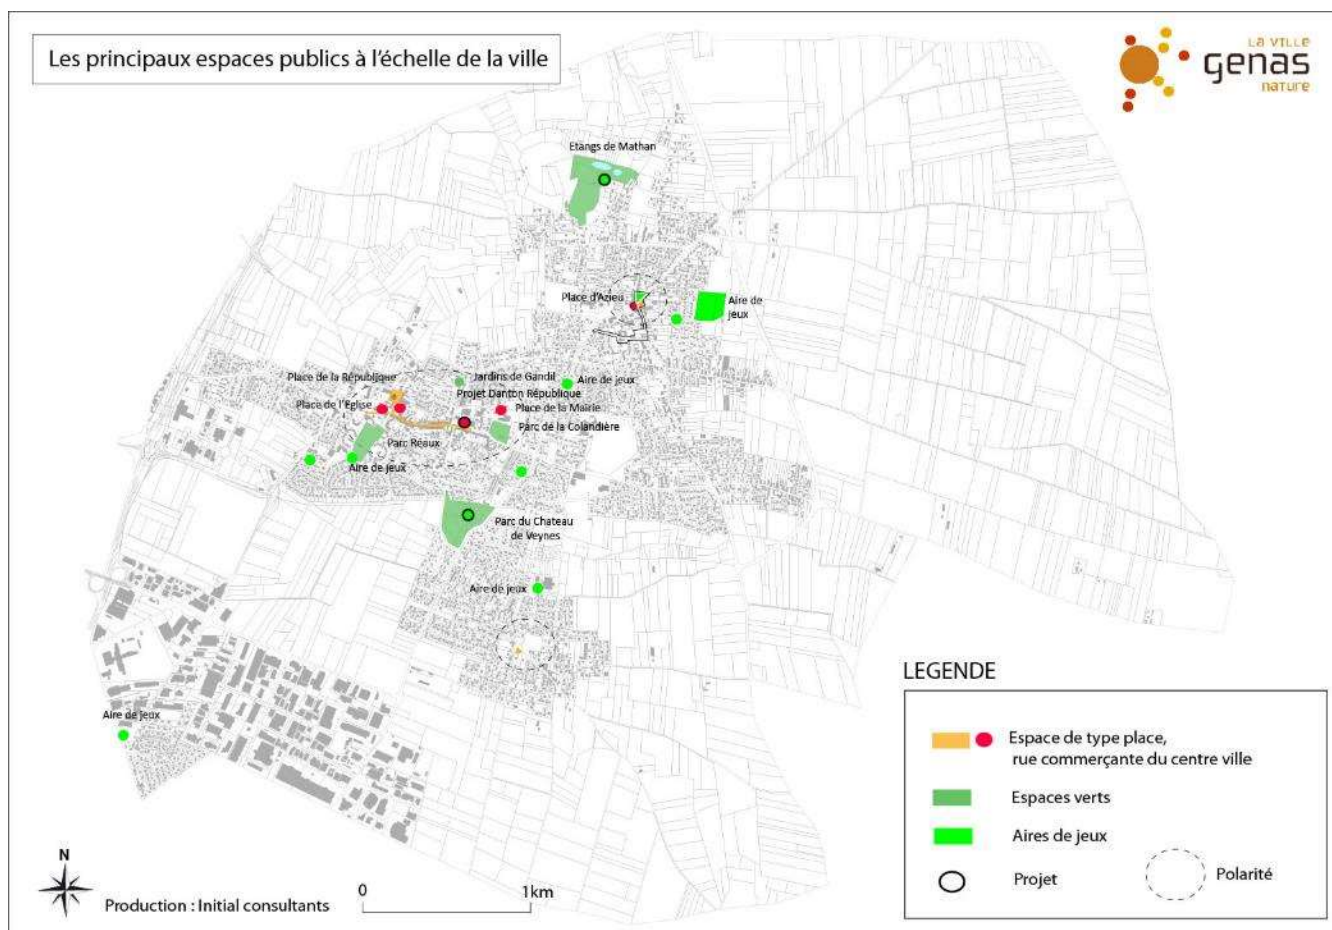 Les principaux espaces publics à l'échelle de la ville
LA VILLE
genas
nature
Etangs de Mathan
Place d'Azieu
Aire de
jeux
Place de la République
Jardins de Gandil
Aire de jeux
Projet Danton République
Place de l'Eglise
Place de la Mairie
Parc de la Colandière
Parc Réaux
Aire de jeux
Parc du Chateau
de Veynes
Aire de jeux
Aire de jeux
LEGENDE
Espace de type place,
rue commerçante du centre ville
Espaces verts
Aires de jeux
Projet
Polarité
N
Production : Initial consultants
0
1km